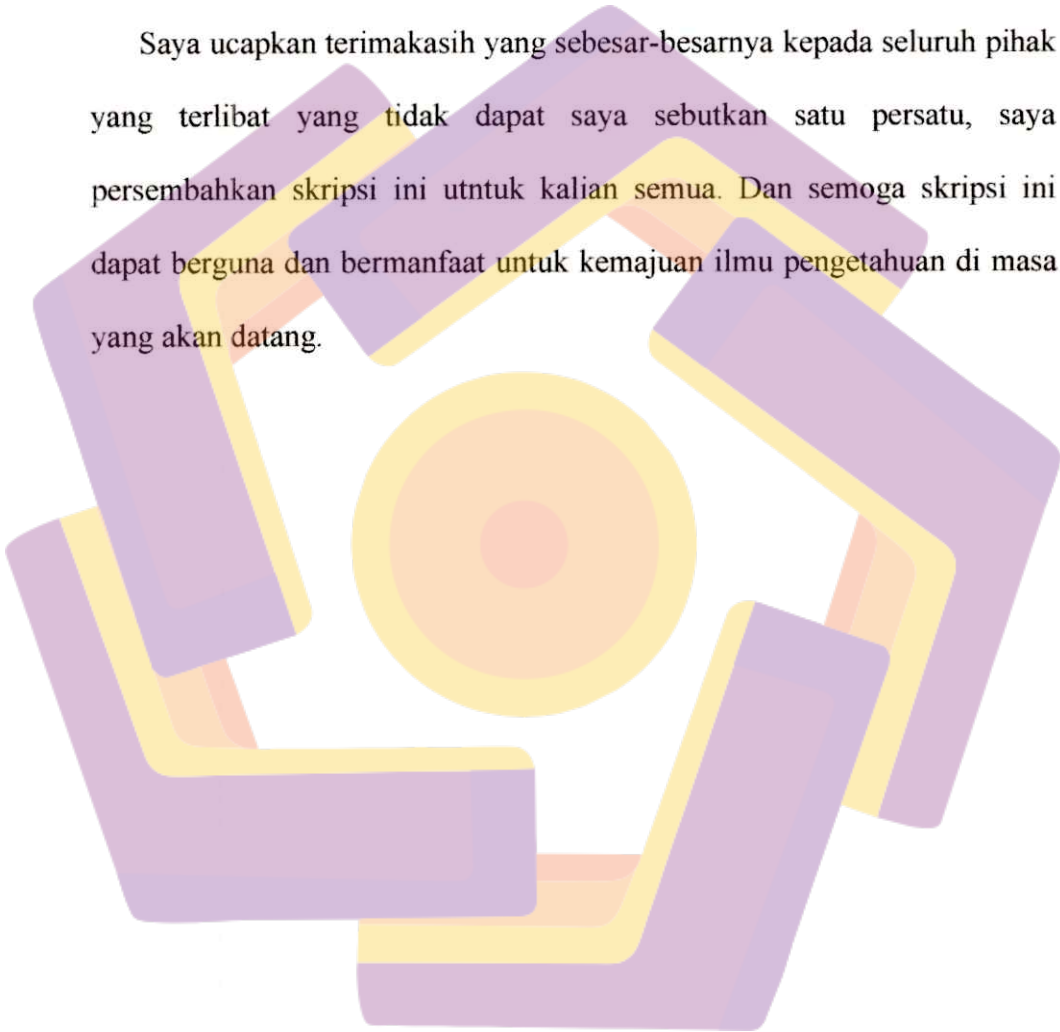 Saya ucapkan terimakasih yang sebesar-besarnya kepada seluruh pihak
yang terlibat yang tidak dapat saya sebutkan satu persatu, saya
persembahkan skripsi ini utntuk kalian semua. Dan semoga skripsi ini
dapat berguna dan bermanfaat untuk kemajuan ilmu pengetahuan di masa
yang akan datang.